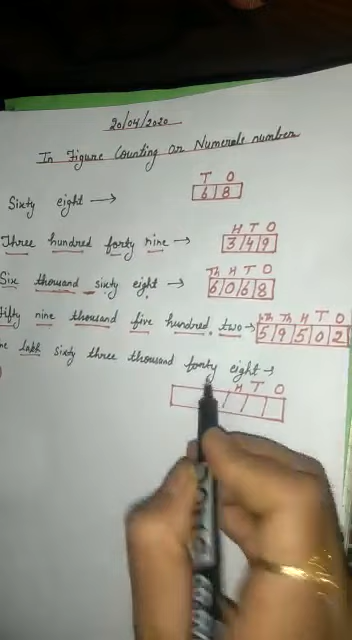 20/04/2020
In Figure Counting or Numerals number
T O
Sixty eight → 6 8
H T O
Three hundred forty nine → 3 4 9
Th H T O
Six thousand sixty eight → 6 0 6 8
Th H T O
fifty nine thousand five hundred two → 5 9 5 0 2
lakh sixty three thousand forty eight →
H T O